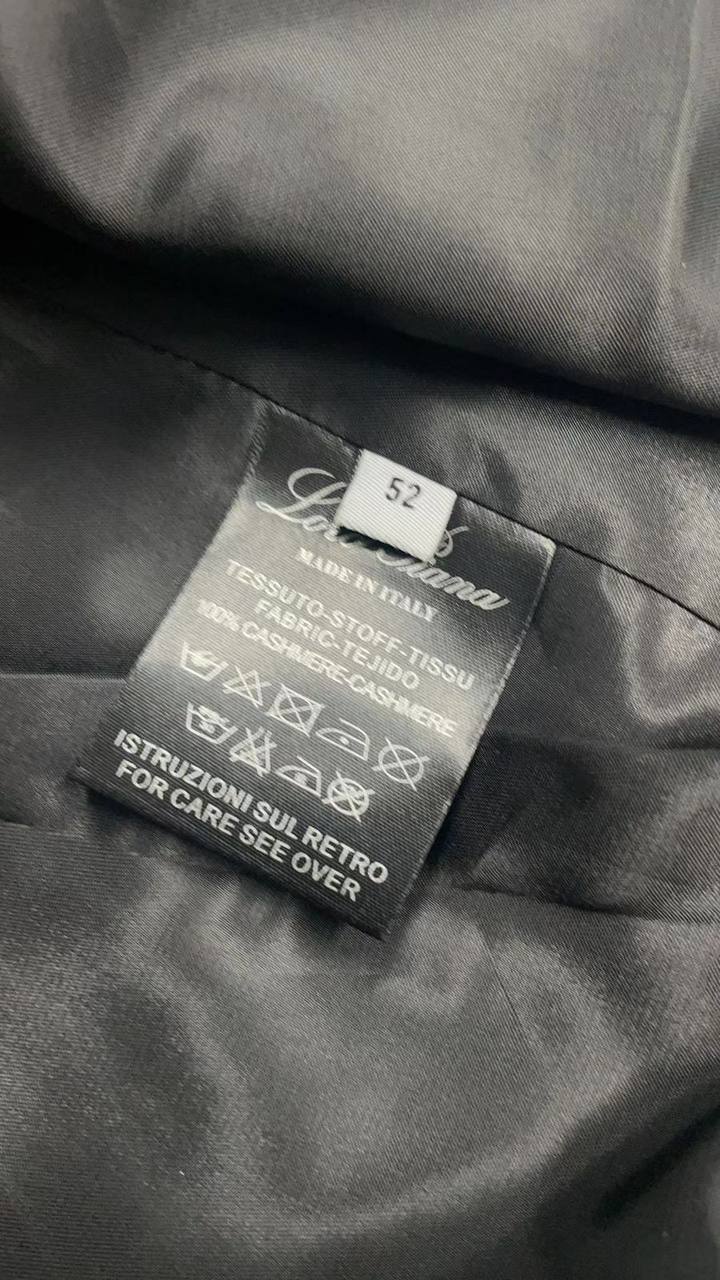 52
MADE IN ITALY
TESSUTO-STOFF-TISSU
FABRIC-TEJIDO
100% CASHMERE-CASHMERE
ISTRUZIONI SUL RETRO
FOR CARE SEE OVER